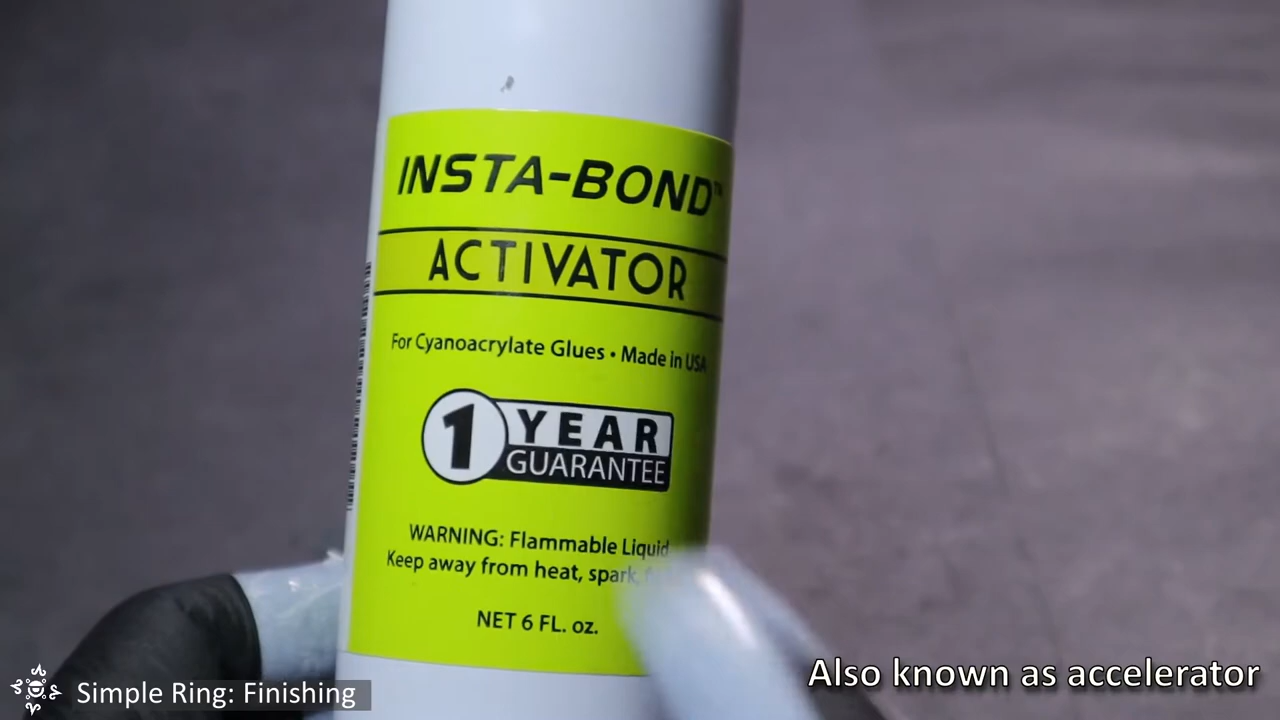 INSTA-BOND™
ACTIVATOR
For Cyanoacrylate Glues • Made in USA
1 YEAR
GUARANTEE
WARNING: Flammable Liquid
Keep away from heat, spark,
NET 6 FL. oz.
Also known as accelerator
Simple Ring: Finishing